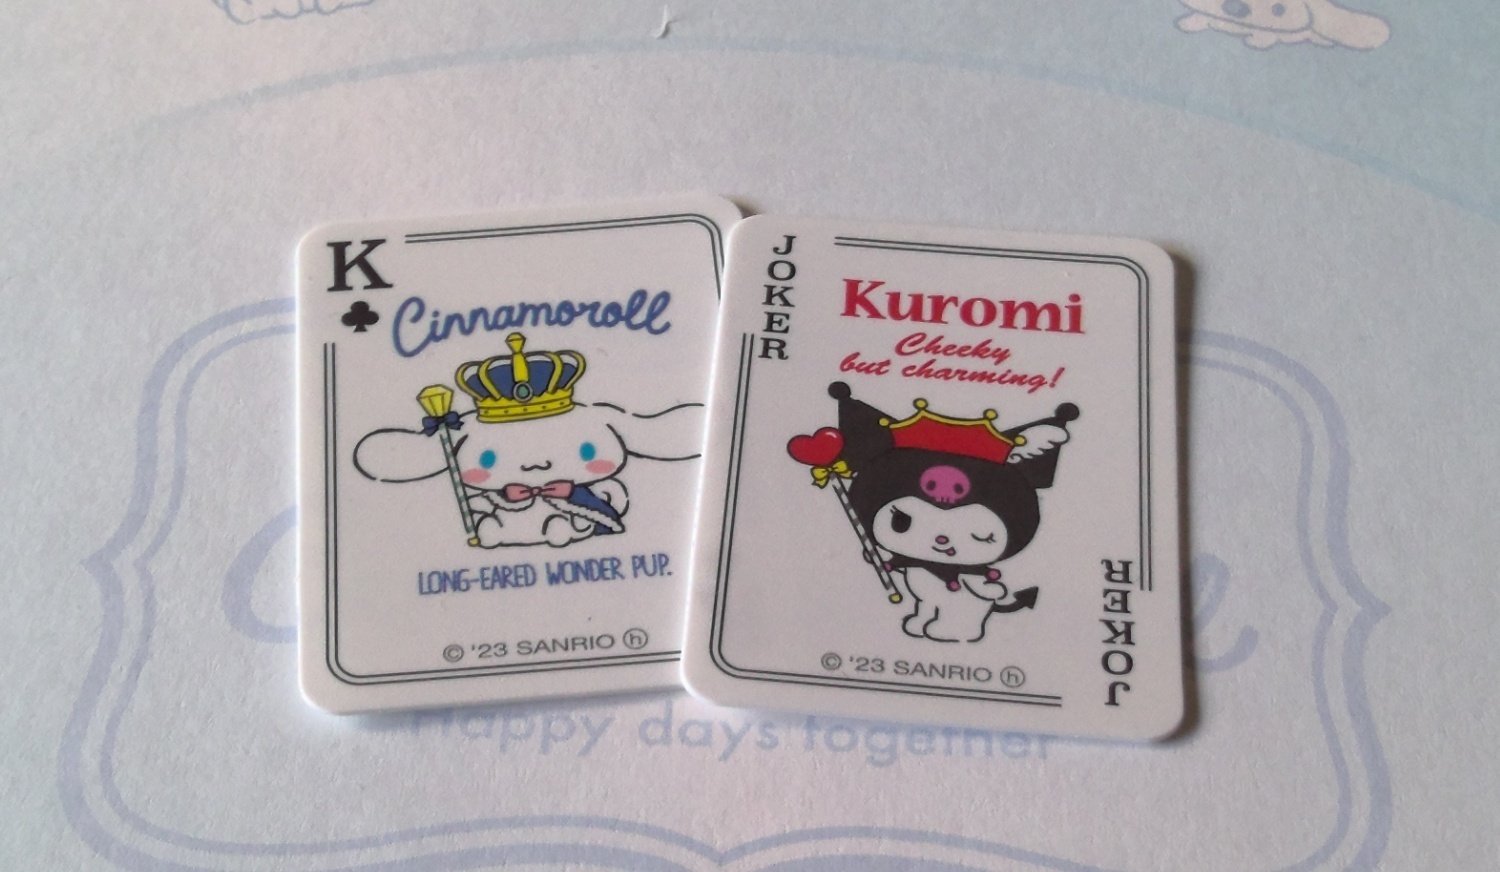 K
Cinnamoroll
LONG-EARED WONDER PUP.
© '23 SANRIO ⓗ
JOKER
Kuromi
Cheeky
but charming!
© '23 SANRIO ⓗ
JOKER
Happy days together